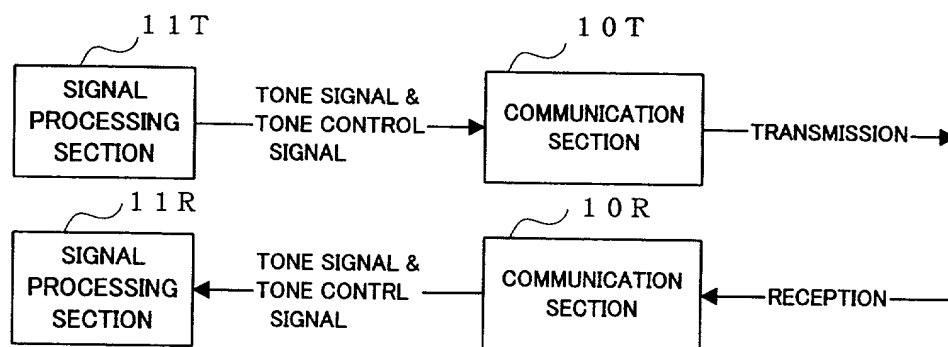 11T
10T
SIGNAL
PROCESSING
SECTION
TONE SIGNAL &
TONE CONTROL
SIGNAL
COMMUNICATION
SECTION
TRANSMISSION
11R
10R
SIGNAL
PROCESSING
SECTION
TONE SIGNAL &
TONE CONTRL
SIGNAL
COMMUNICATION
SECTION
RECEPTION